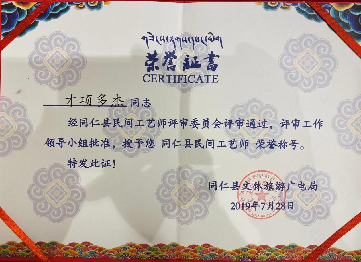 荣誉证书
CERTIFICATE
才项多杰 同志
经同仁县民间工艺师评审委员会评审通过，评审工作
领导小组批准，授予您 同仁县民间工艺师 荣誉称号。
特发此证！
同仁县文体旅游广电局
2019年7月28日